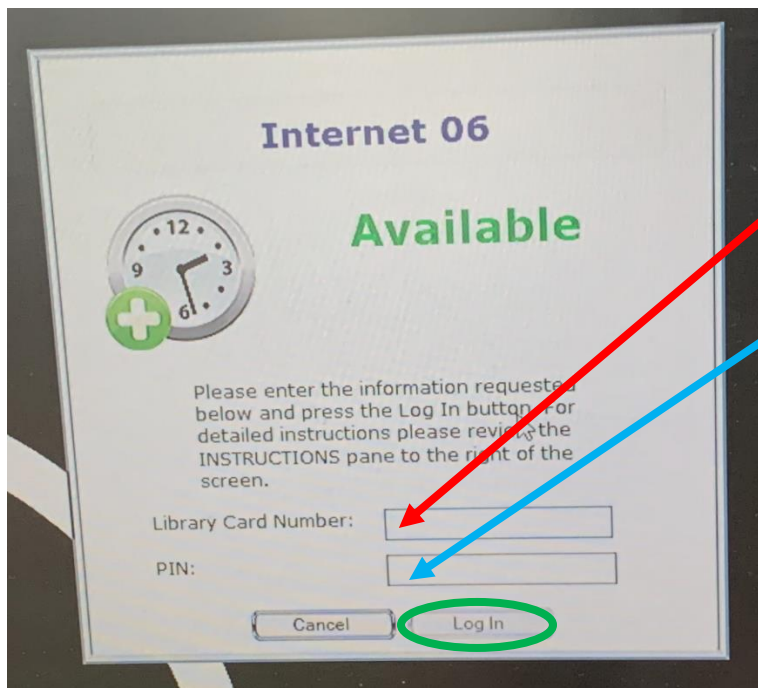 Internet 06
Available
12
9
3
6
Please enter the information requested
below and press the Log In button. For
detailed instructions please review the
INSTRUCTIONS pane to the right of the
screen.
Library Card Number:
PIN:
Cancel
Log In